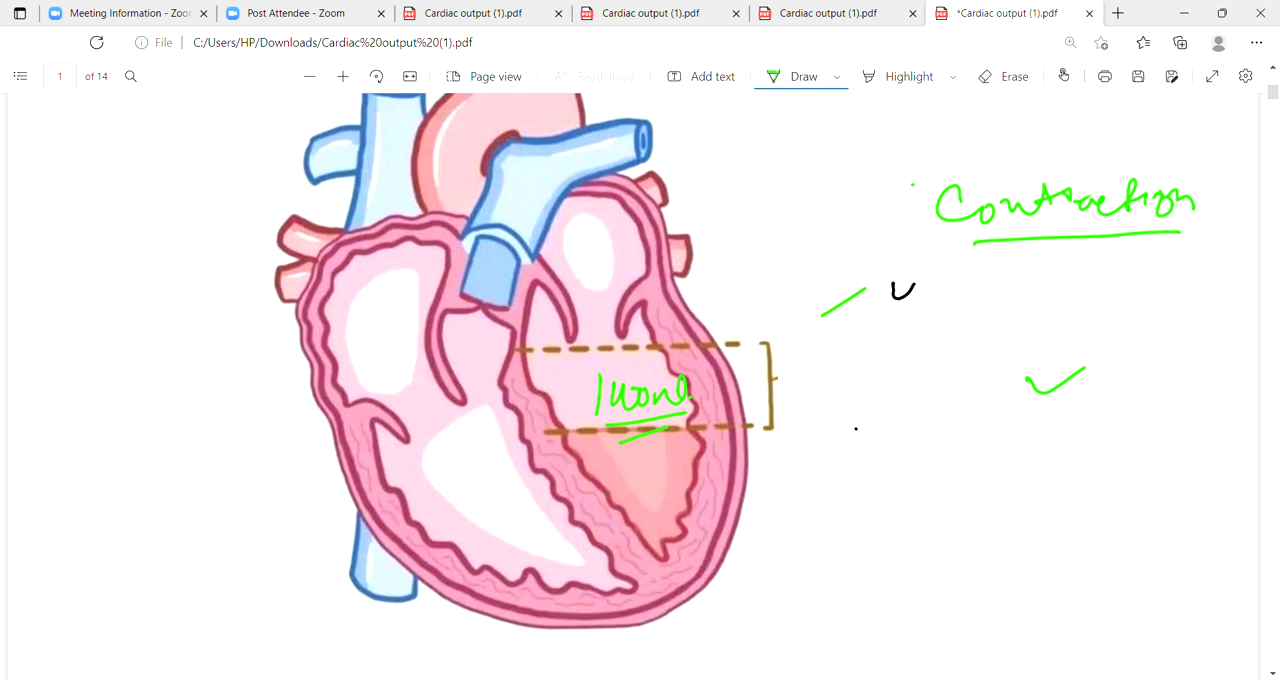 Meeting Information - Zoor
Post Attendee - Zoom
Cardiac output (1).pdf
Cardiac output (1).pdf
Cardiac output (1).pdf
*Cardiac output (1).pdf
File
C:/Users/HP/Downloads/Cardiac%20output%20(1).pdf
1 of 14
Page view
Read aloud
Add text
Draw
Highlight
Erase
Contraction